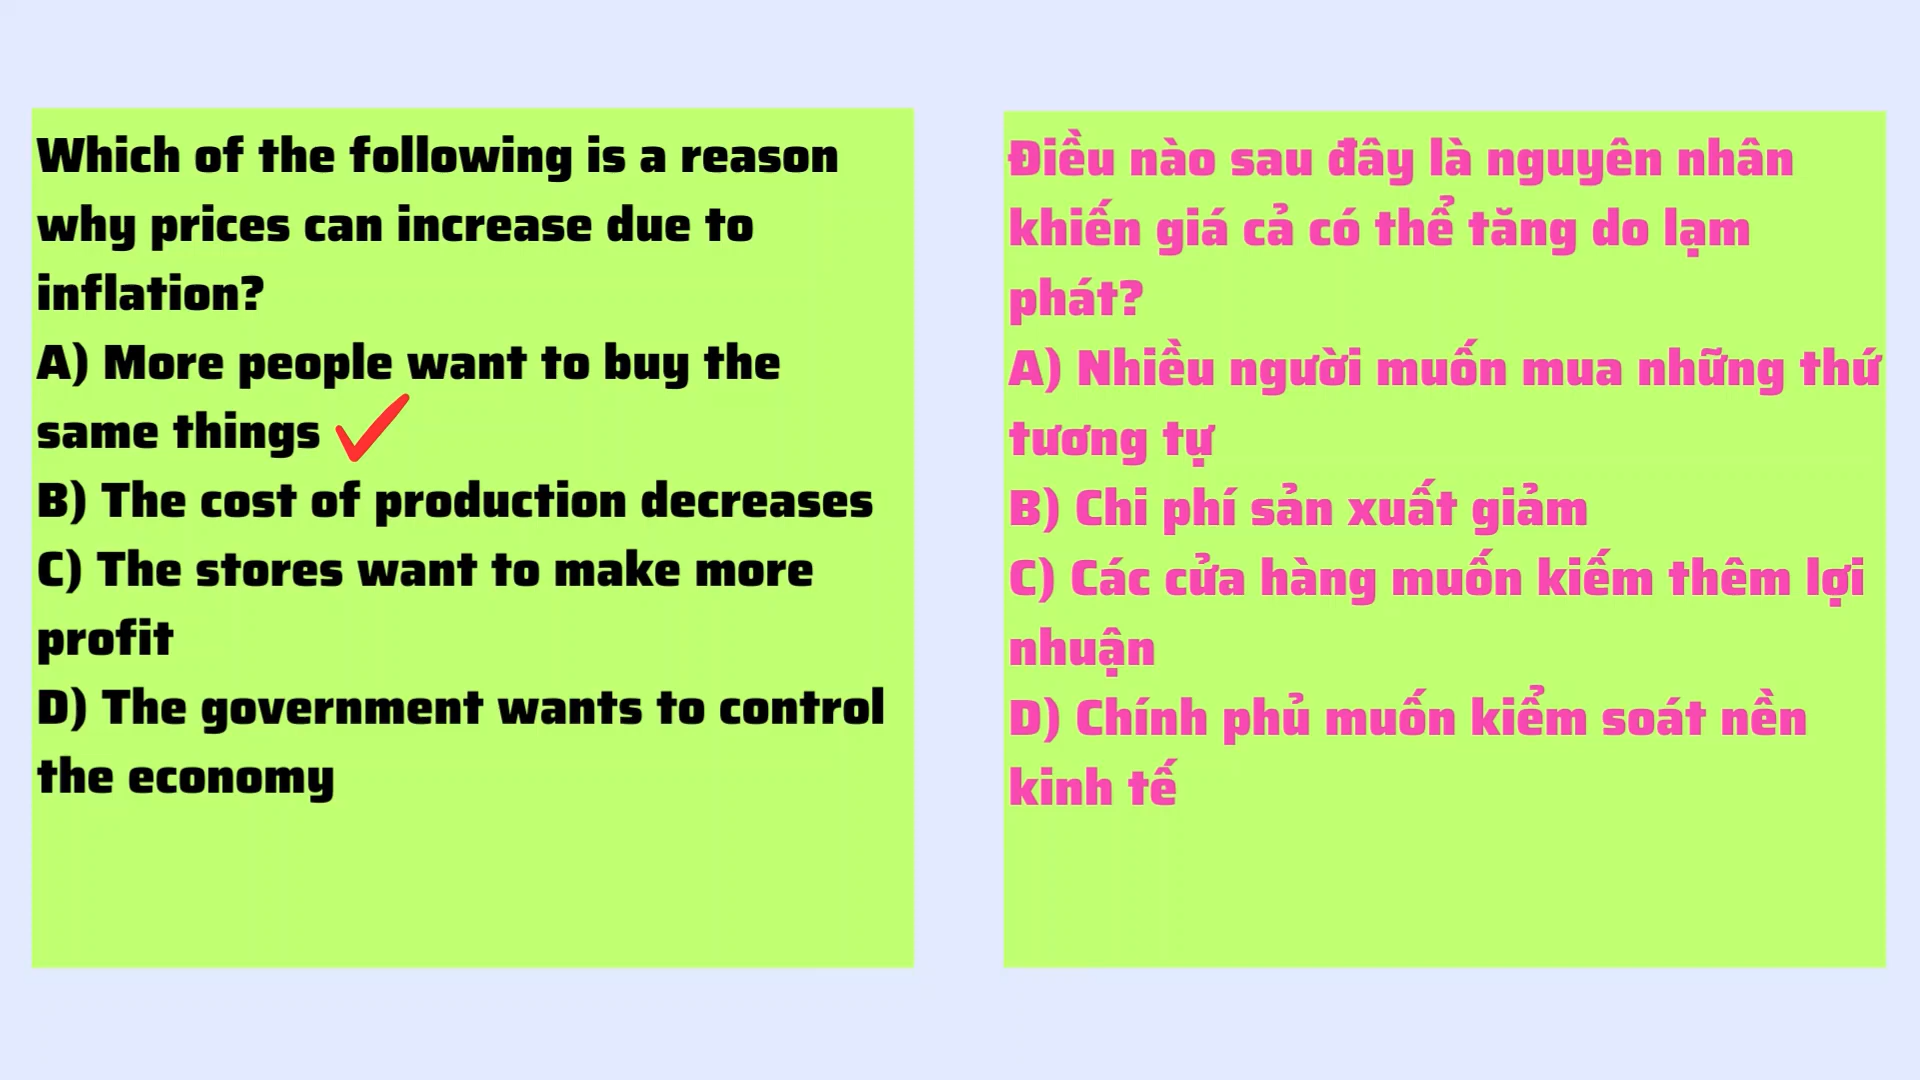 Which of the following is a reason
why prices can increase due to
inflation?
A) More people want to buy the
same things
B) The cost of production decreases
C) The stores want to make more
profit
D) The government wants to control
the economy
Điều nào sau đây là nguyên nhân
khiến giá cả có thể tăng do lạm
phát?
A) Nhiều người muốn mua những thứ
tương tự
B) Chi phí sản xuất giảm
C) Các cửa hàng muốn kiếm thêm lợi
nhuận
D) Chính phủ muốn kiểm soát nền
kinh tế